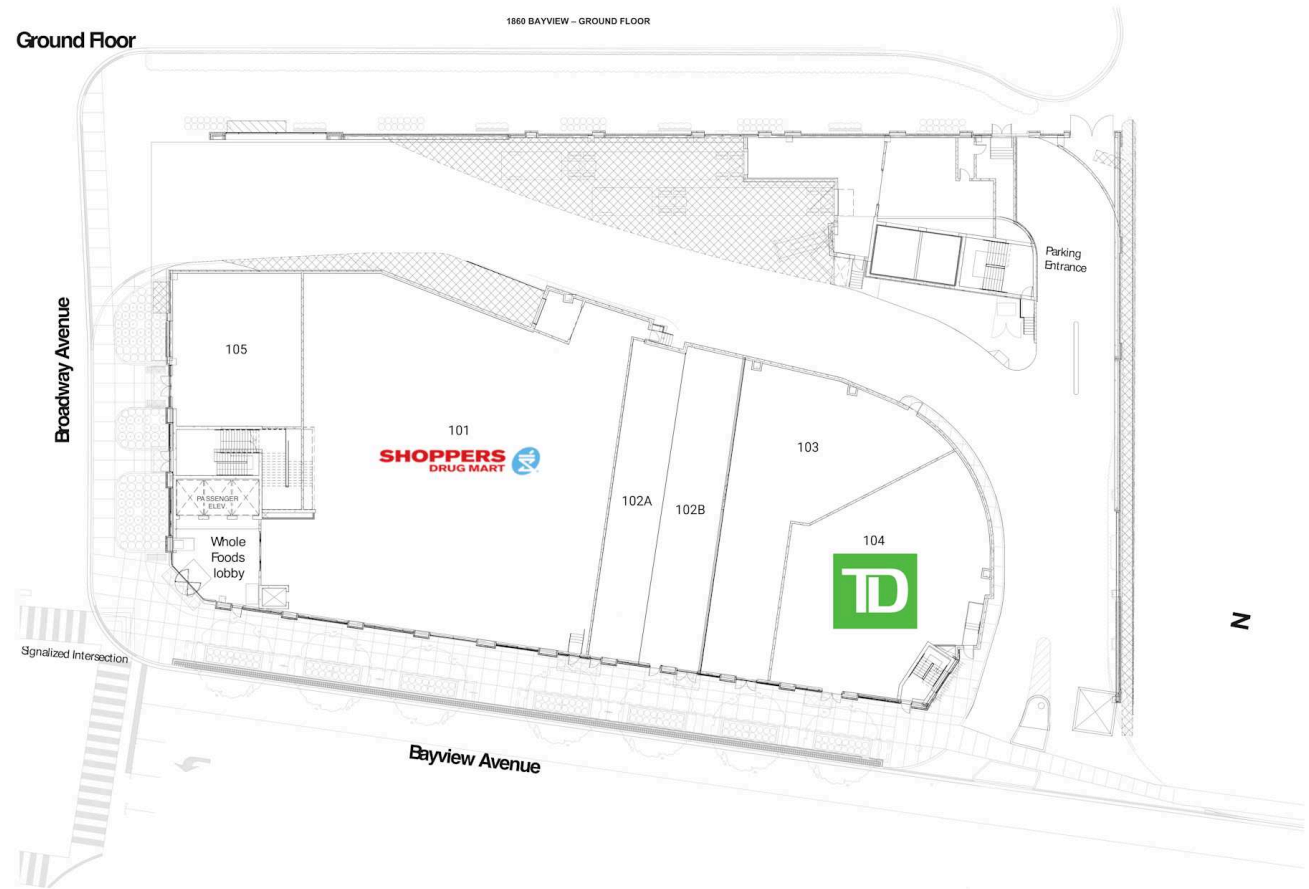 1860 BAYVIEW – GROUND FLOOR
Ground Floor
Parking
Entrance
Broadway Avenue
105
101
SHOPPERS
DRUG MART
103
102A
102B
PASSENGER
ELEV.
Whole
Foods
lobby
104
TD
N
Signalized Intersection
Bayview Avenue